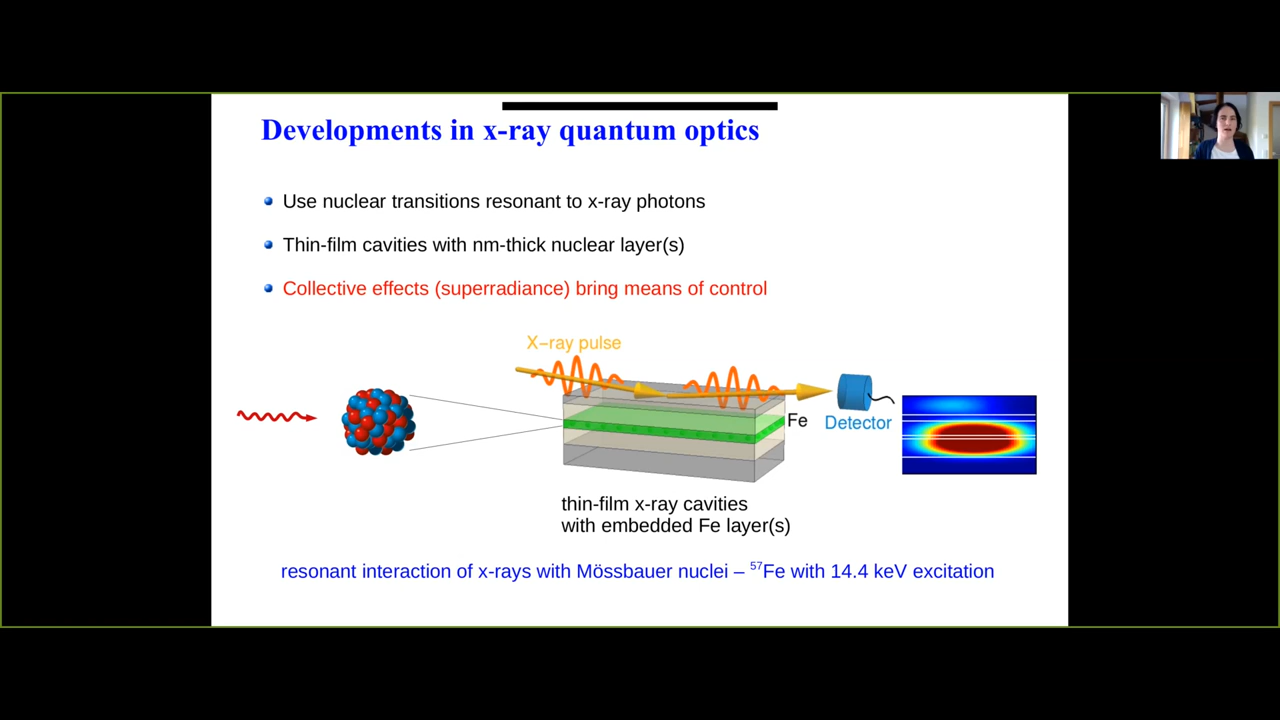 Developments in x-ray quantum optics
Use nuclear transitions resonant to x-ray photons
Thin-film cavities with nm-thick nuclear layer(s)
Collective effects (superradiance) bring means of control
X-ray pulse
Fe
Detector
thin-film x-ray cavities
with embedded Fe layer(s)
resonant interaction of x-rays with Mössbauer nuclei – ⁵⁷Fe with 14.4 keV excitation